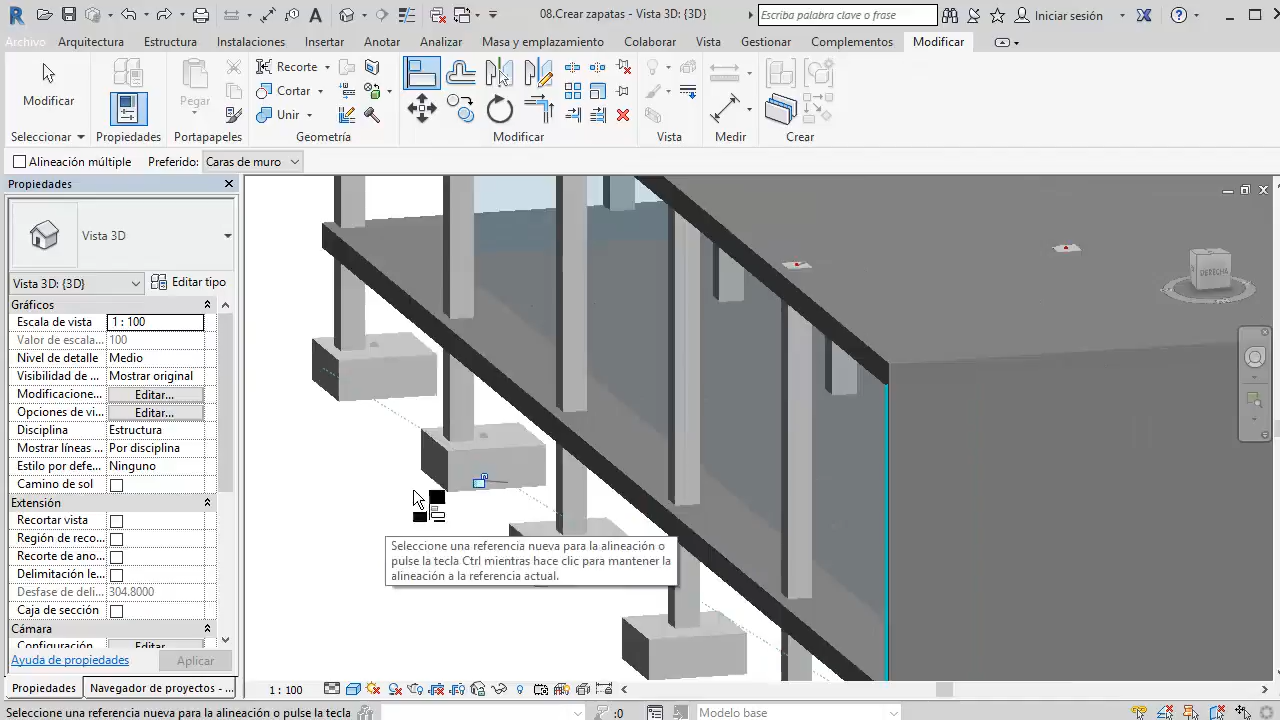 08.Crear zapatas - Vista 3D: {3D}
Escriba palabra clave o frase
Iniciar sesión
Archivo
Arquitectura
Estructura
Instalaciones
Insertar
Anotar
Analizar
Masa y emplazamiento
Colaborar
Vista
Gestionar
Complementos
Modificar
Modificar
Pegar
Recorte
Cortar
Unir
Seleccionar
Propiedades
Portapapeles
Geometría
Modificar
Vista
Medir
Crear
Alineación múltiple
Preferido:
Caras de muro
Propiedades
Vista 3D
Vista 3D: {3D}
Editar tipo
Gráficos
Escala de vista
1 : 100
Valor de escala...
100
Nivel de detalle
Medio
Visibilidad de ...
Mostrar original
Modificacione...
Editar...
Opciones de vi...
Editar...
Disciplina
Estructura
Mostrar líneas ...
Por disciplina
Estilo por defe...
Ninguno
Camino de sol
Extensión
Recortar vista
Región de reco...
Recorte de ano...
Delimitación le...
Desfase de deli...
304.8000
Caja de sección
Cámara
Configuración
Editar
Ayuda de propiedades
Aplicar
Propiedades
Navegador de proyectos - ...
DERECHA
Seleccione una referencia nueva para la alineación o
pulse la tecla Ctrl mientras hace clic para mantener la
alineación a la referencia actual.
1 : 100
Seleccione una referencia nueva para la alineación o pulse la tecla
:0
Modelo base